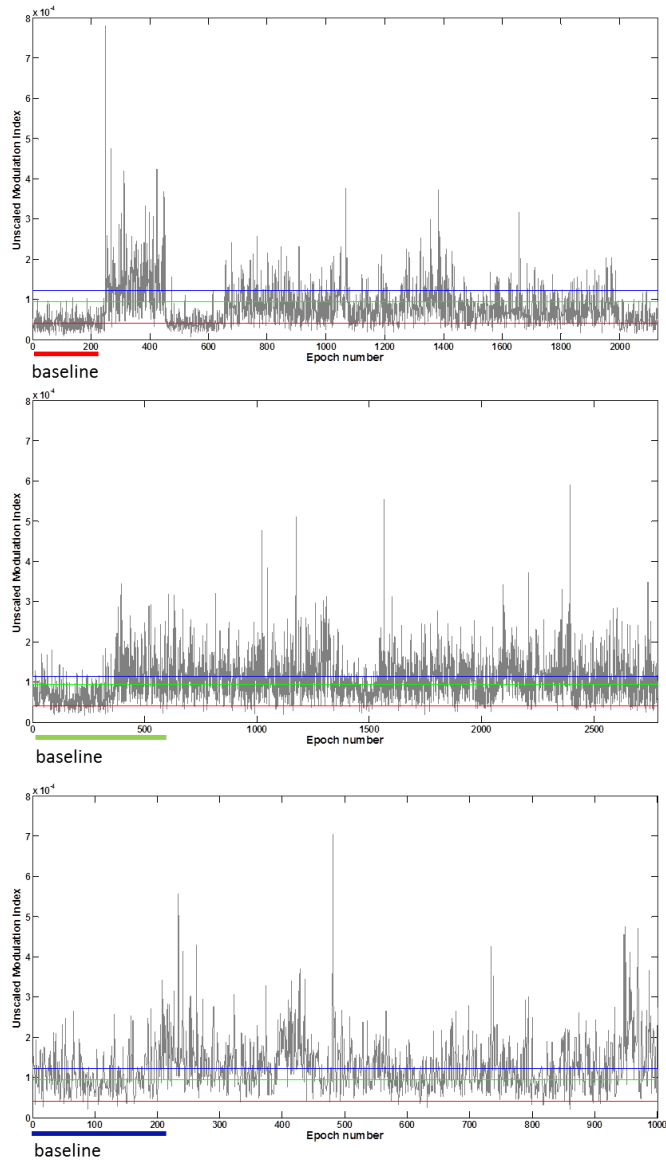 x 10⁻⁴
8
7
6
5
4
3
2
1
0
Unscaled Modulation Index
0 200 400 600 800 1000 1200 1400 1600 1800 2000
Epoch number
baseline
x 10⁻⁴
8
7
6
5
4
3
2
1
0
Unscaled Modulation Index
0 500 1000 1500 2000 2500
Epoch number
baseline
x 10⁻⁴
8
7
6
5
4
3
2
1
0
Unscaled Modulation Index
0 100 200 300 400 500 600 700 800 900 1000
Epoch number
baseline